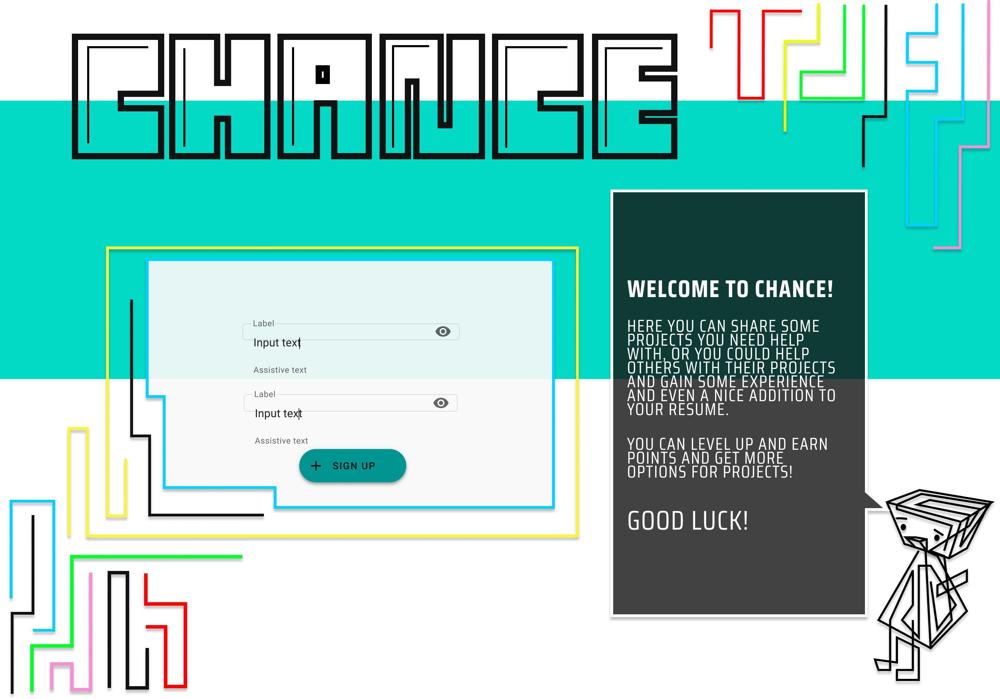 CHANCE
Label
Input text
Assistive text
Label
Input text
Assistive text
+ SIGN UP
WELCOME TO CHANCE!
HERE YOU CAN SHARE SOME
PROJECTS YOU NEED HELP
WITH, OR YOU COULD HELP
OTHERS WITH THEIR PROJECTS
AND GAIN SOME EXPERIENCE
AND EVEN A NICE ADDITION TO
YOUR RESUME.
YOU CAN LEVEL UP AND EARN
POINTS AND GET MORE
OPTIONS FOR PROJECTS!
GOOD LUCK!